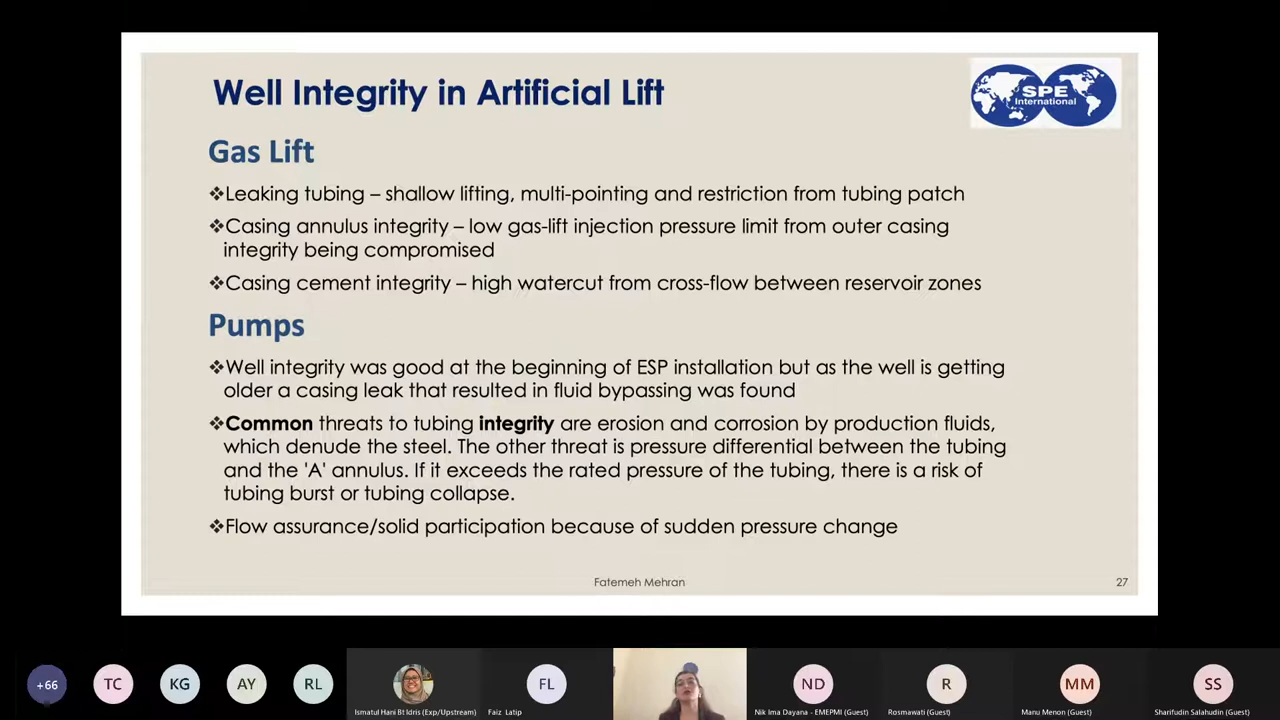 Well Integrity in Artificial Lift
SPE
International
Gas Lift
❖Leaking tubing – shallow lifting, multi-pointing and restriction from tubing patch
❖Casing annulus integrity – low gas-lift injection pressure limit from outer casing
integrity being compromised
❖Casing cement integrity – high watercut from cross-flow between reservoir zones
Pumps
❖Well integrity was good at the beginning of ESP installation but as the well is getting
older a casing leak that resulted in fluid bypassing was found
❖Common threats to tubing integrity are erosion and corrosion by production fluids,
which denude the steel. The other threat is pressure differential between the tubing
and the 'A' annulus. If it exceeds the rated pressure of the tubing, there is a risk of
tubing burst or tubing collapse.
❖Flow assurance/solid participation because of sudden pressure change
Fatemeh Mehran
27
+66
TC
KG
AY
RL
FL
ND
R
MM
SS
Ismatul Hani Bt Idris (Exp/Upstream)
Faiz Latip
Nik Ima Dayana - EMEPMI (Guest)
Rosmawati (Guest)
Manu Menon (Guest)
Sharifudin Salahudin (Guest)